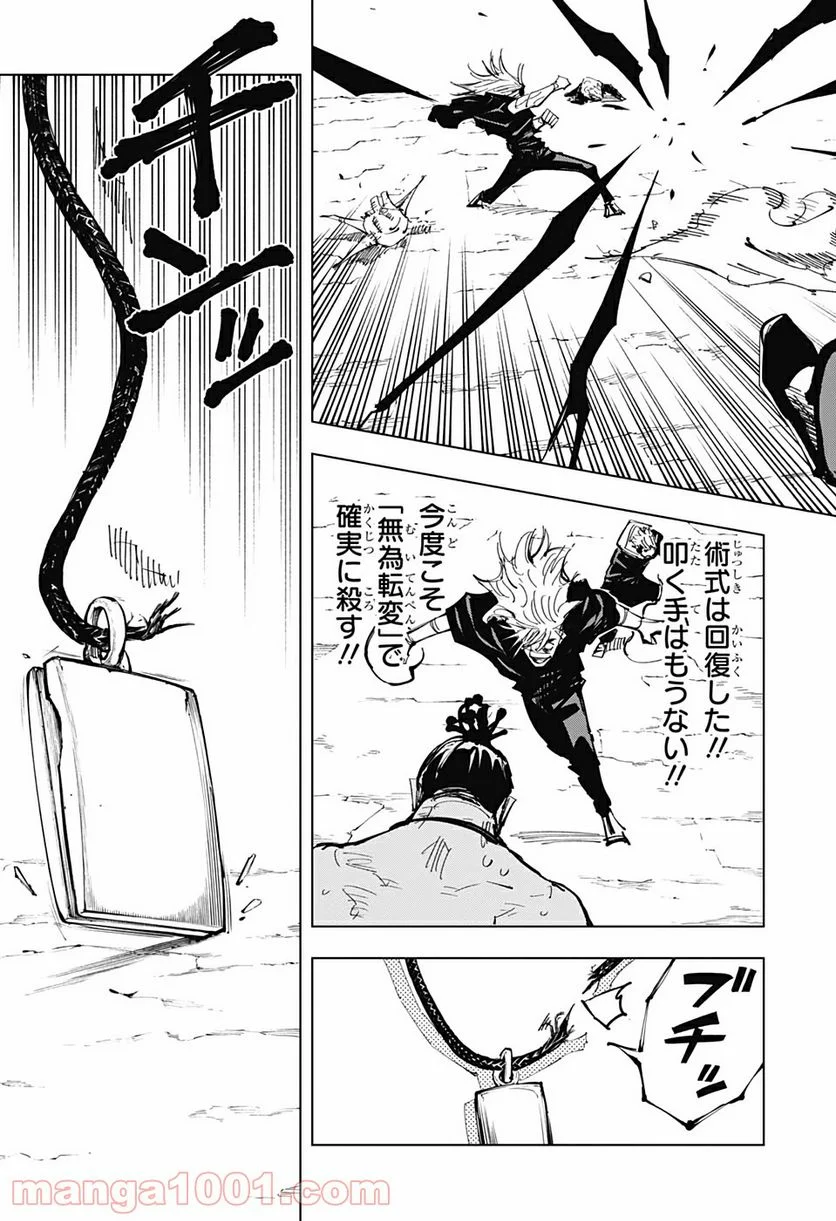 術式は回復した!!
叩く手はもうない!!
今度こそ
「無為転変」で
確実に殺す!!
ブチッ
チンッ
manga1001.com